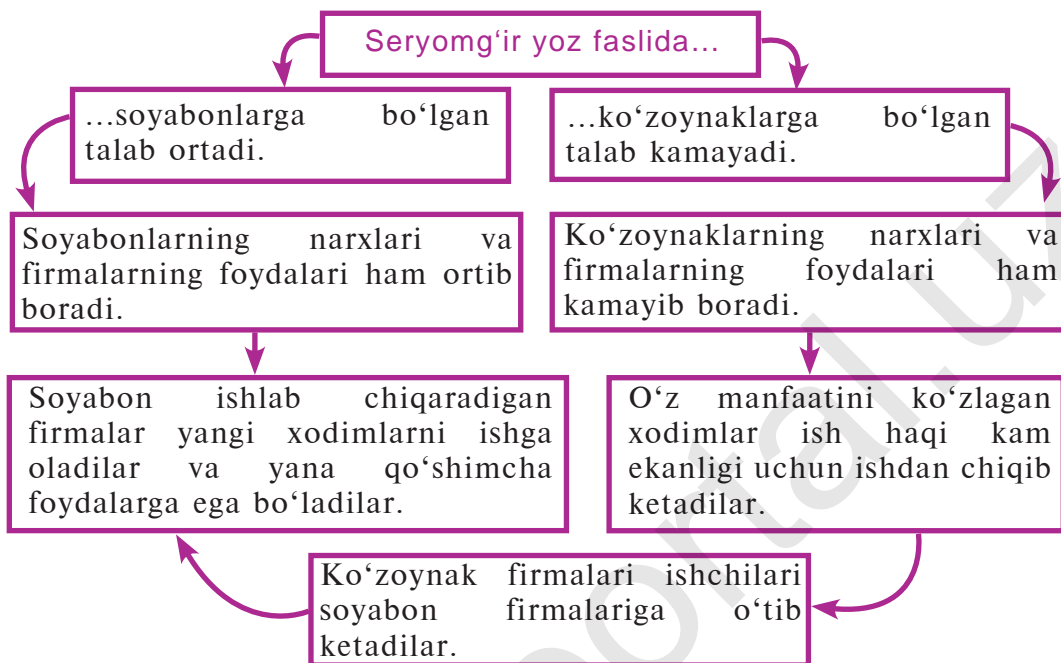 Seryomg‘ir yoz faslida...
...soyabonlarga bo‘lgan
talab ortadi.
...ko‘zoynaklarga bo‘lgan
talab kamayadi.
Soyabonlarning narxlari va
firmalarning foydalari ham ortib
boradi.
Ko‘zoynaklarning narxlari va
firmalarning foydalari ham
kamayib boradi.
Soyabon ishlab chiqaradigan
firmalar yangi xodimlarni ishga
oladilar va yana qo‘shimcha
foydalarga ega bo‘ladilar.
O‘z manfaatini ko‘zlagan
xodimlar ish haqi kam
ekanligi uchun ishdan chiqib
ketadilar.
Ko‘zoynak firmalari ishchilari
soyabon firmalariga o‘tib
ketadilar.
ortal.uz